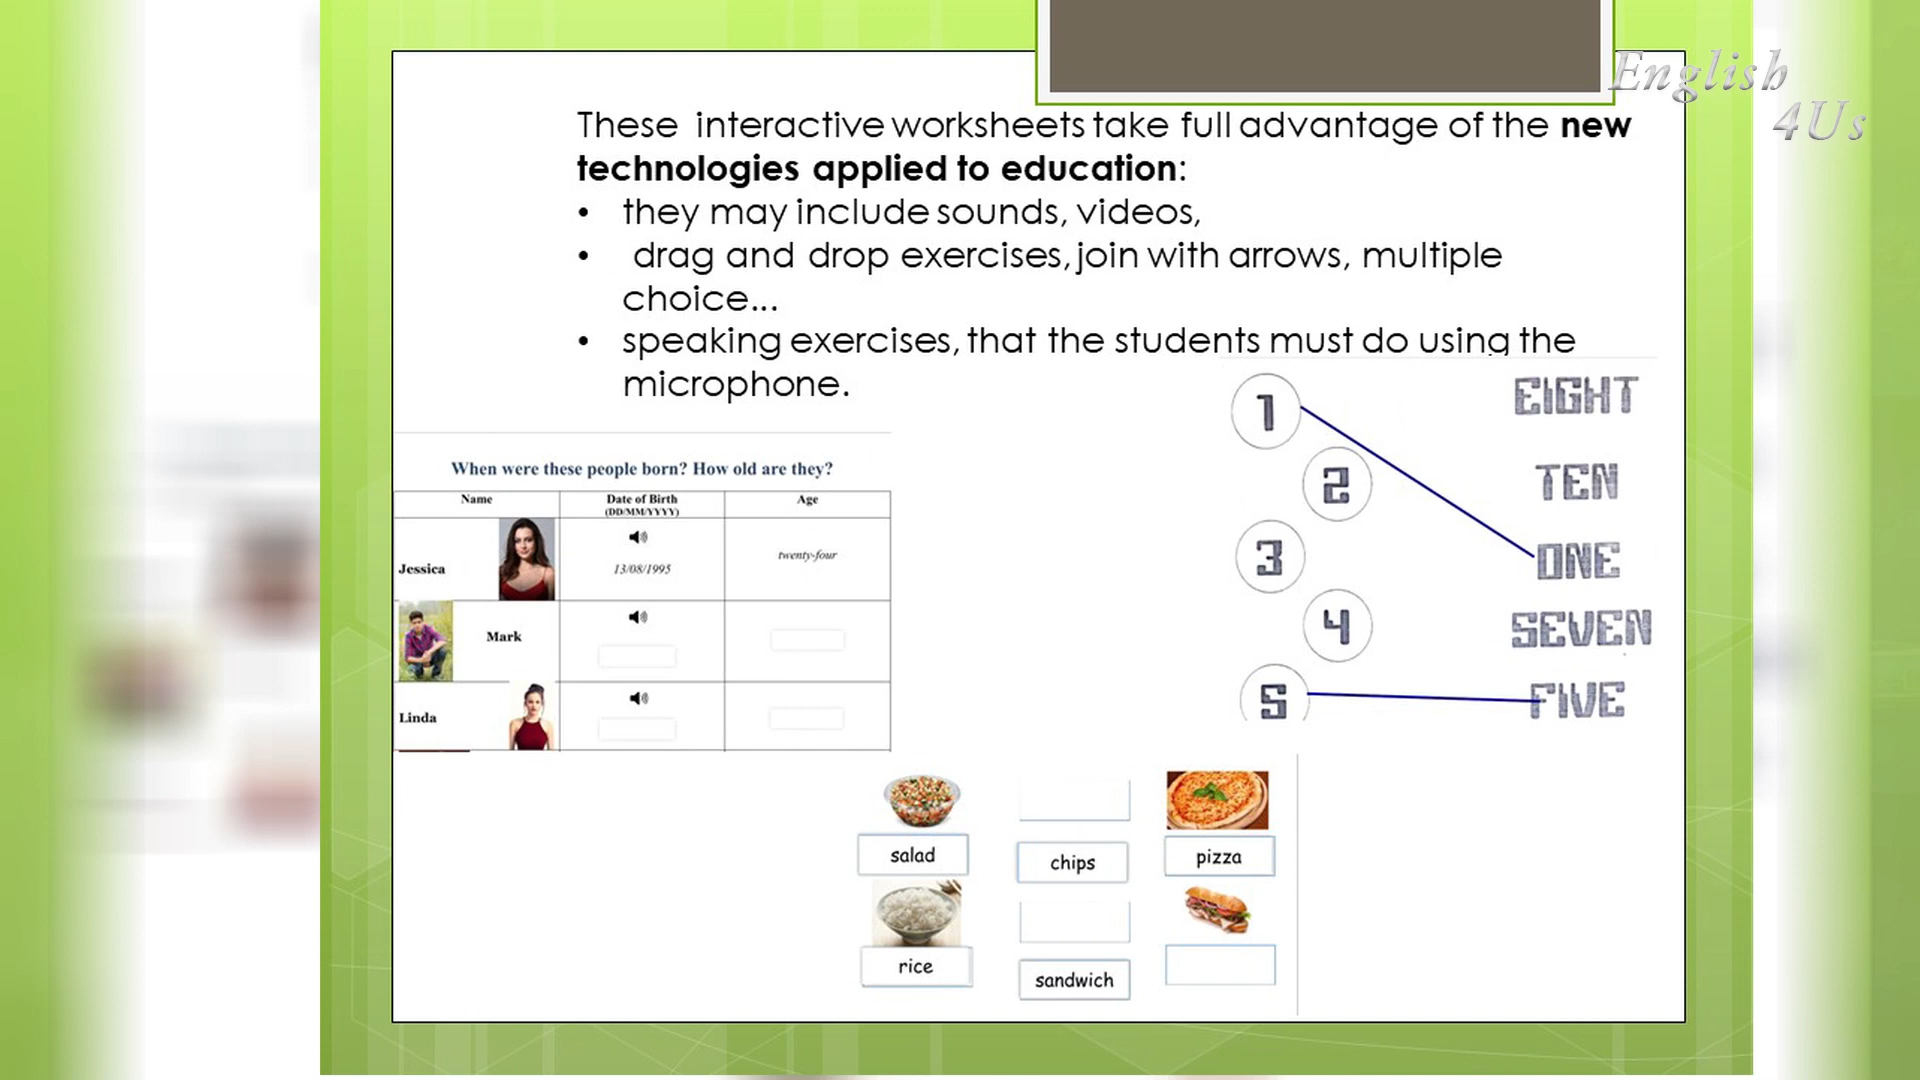 English
4Us
These interactive worksheets take full advantage of the new
technologies applied to education:
• they may include sounds, videos,
• drag and drop exercises, join with arrows, multiple
choice...
• speaking exercises, that the students must do using the
microphone.
When were these people born? How old are they?
Name Date of Birth Age
(DD/MM/YYYY)
Jessica 13/08/1995 twenty-four
Mark
Linda
1 EIGHT
2 TEN
3 ONE
4 SEVEN
5 FIVE
salad chips pizza
rice sandwich